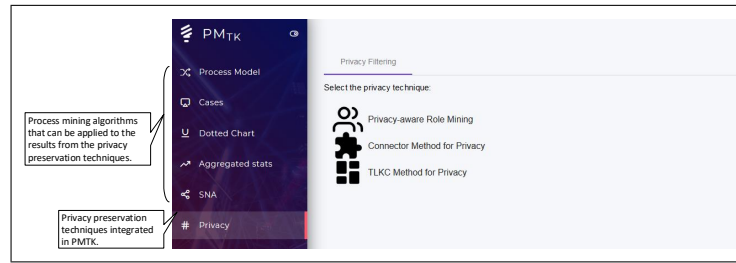 PMTK
Process Model
Cases
Dotted Chart
Aggregated stats
SNA
# Privacy
Process mining algorithms
that can be applied to the
results from the privacy
preservation techniques.
Privacy preservation
techniques integrated
in PMTK.
Privacy Filtering
Select the privacy technique:
Privacy-aware Role Mining
Connector Method for Privacy
TLKC Method for Privacy